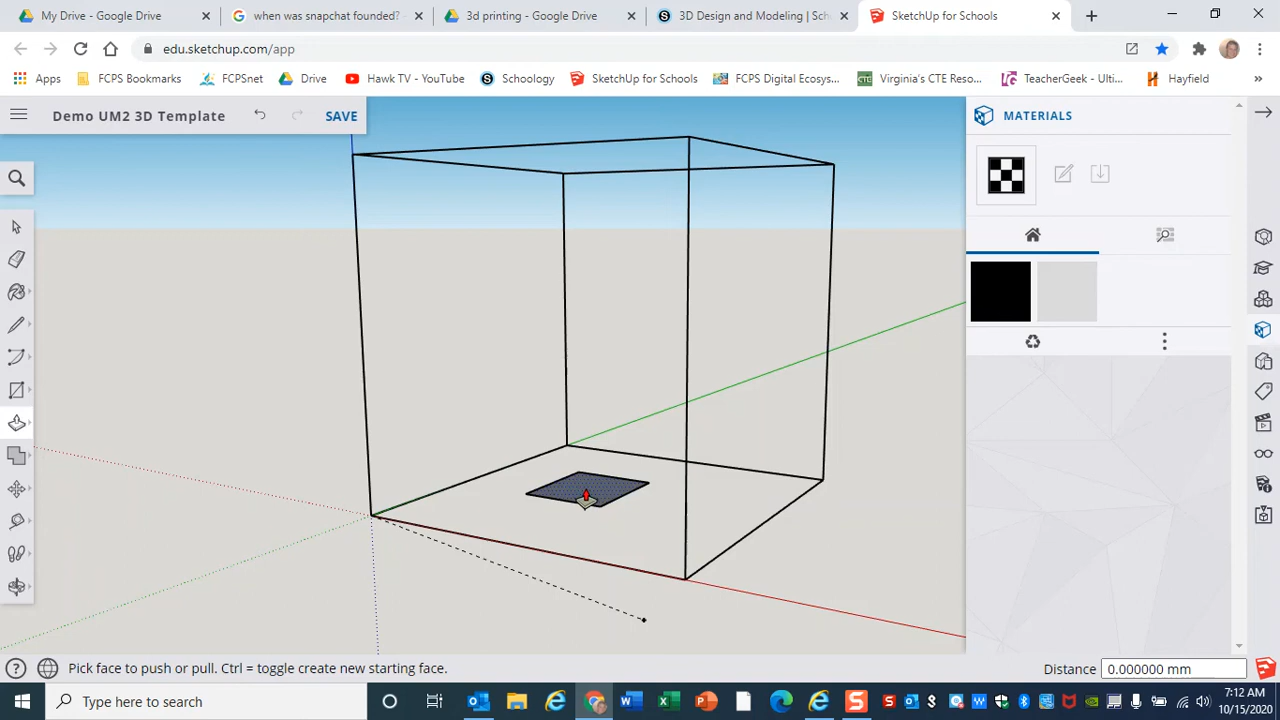 My Drive - Google Drive
when was snapchat founded?
3d printing - Google Drive
3D Design and Modeling | Sch
SketchUp for Schools
edu.sketchup.com/app
Apps
FCPS Bookmarks
FCPSnet
Drive
Hawk TV - YouTube
Schoology
SketchUp for Schools
FCPS Digital Ecosys...
Virginia's CTE Reso...
TeacherGeek - Ulti...
Hayfield
»
Demo UM2 3D Template
SAVE
MATERIALS
Pick face to push or pull. Ctrl = toggle create new starting face.
Distance
0.000000 mm
Type here to search
7:12 AM
10/15/2020